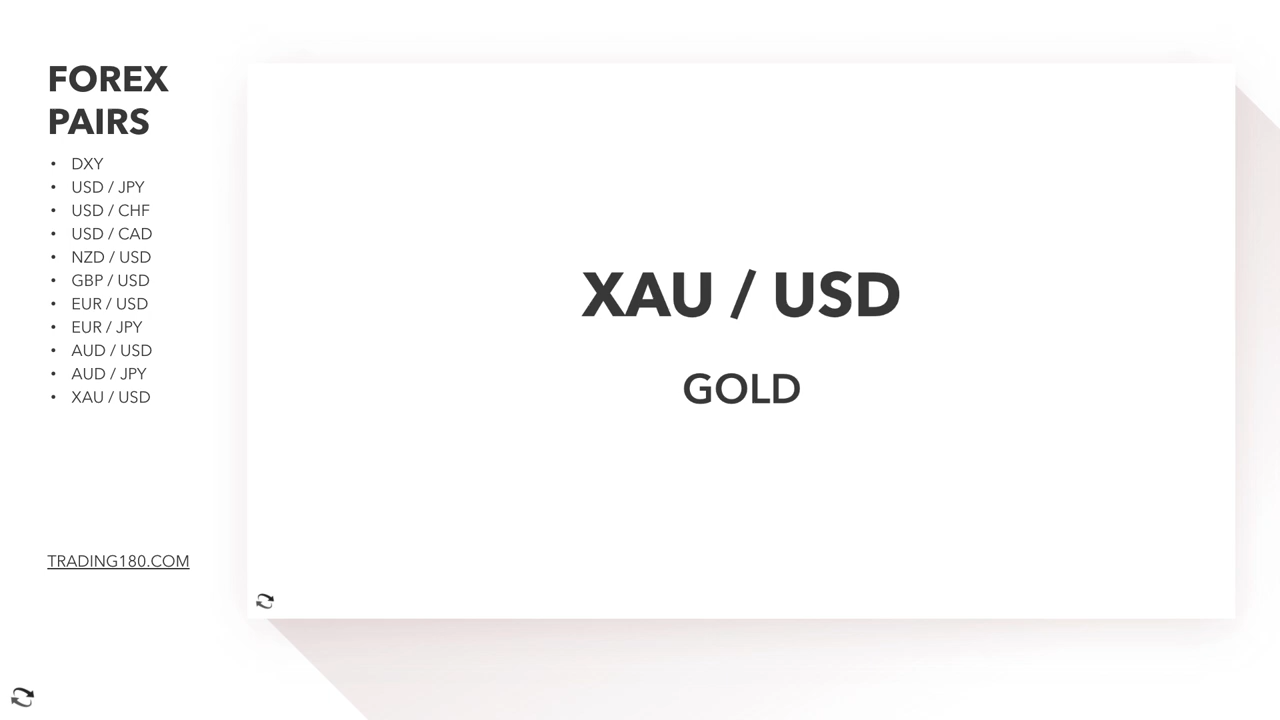 FOREX
PAIRS
• DXY
• USD / JPY
• USD / CHF
• USD / CAD
• NZD / USD
• GBP / USD
• EUR / USD
• EUR / JPY
• AUD / USD
• AUD / JPY
• XAU / USD
TRADING180.COM
XAU / USD
GOLD